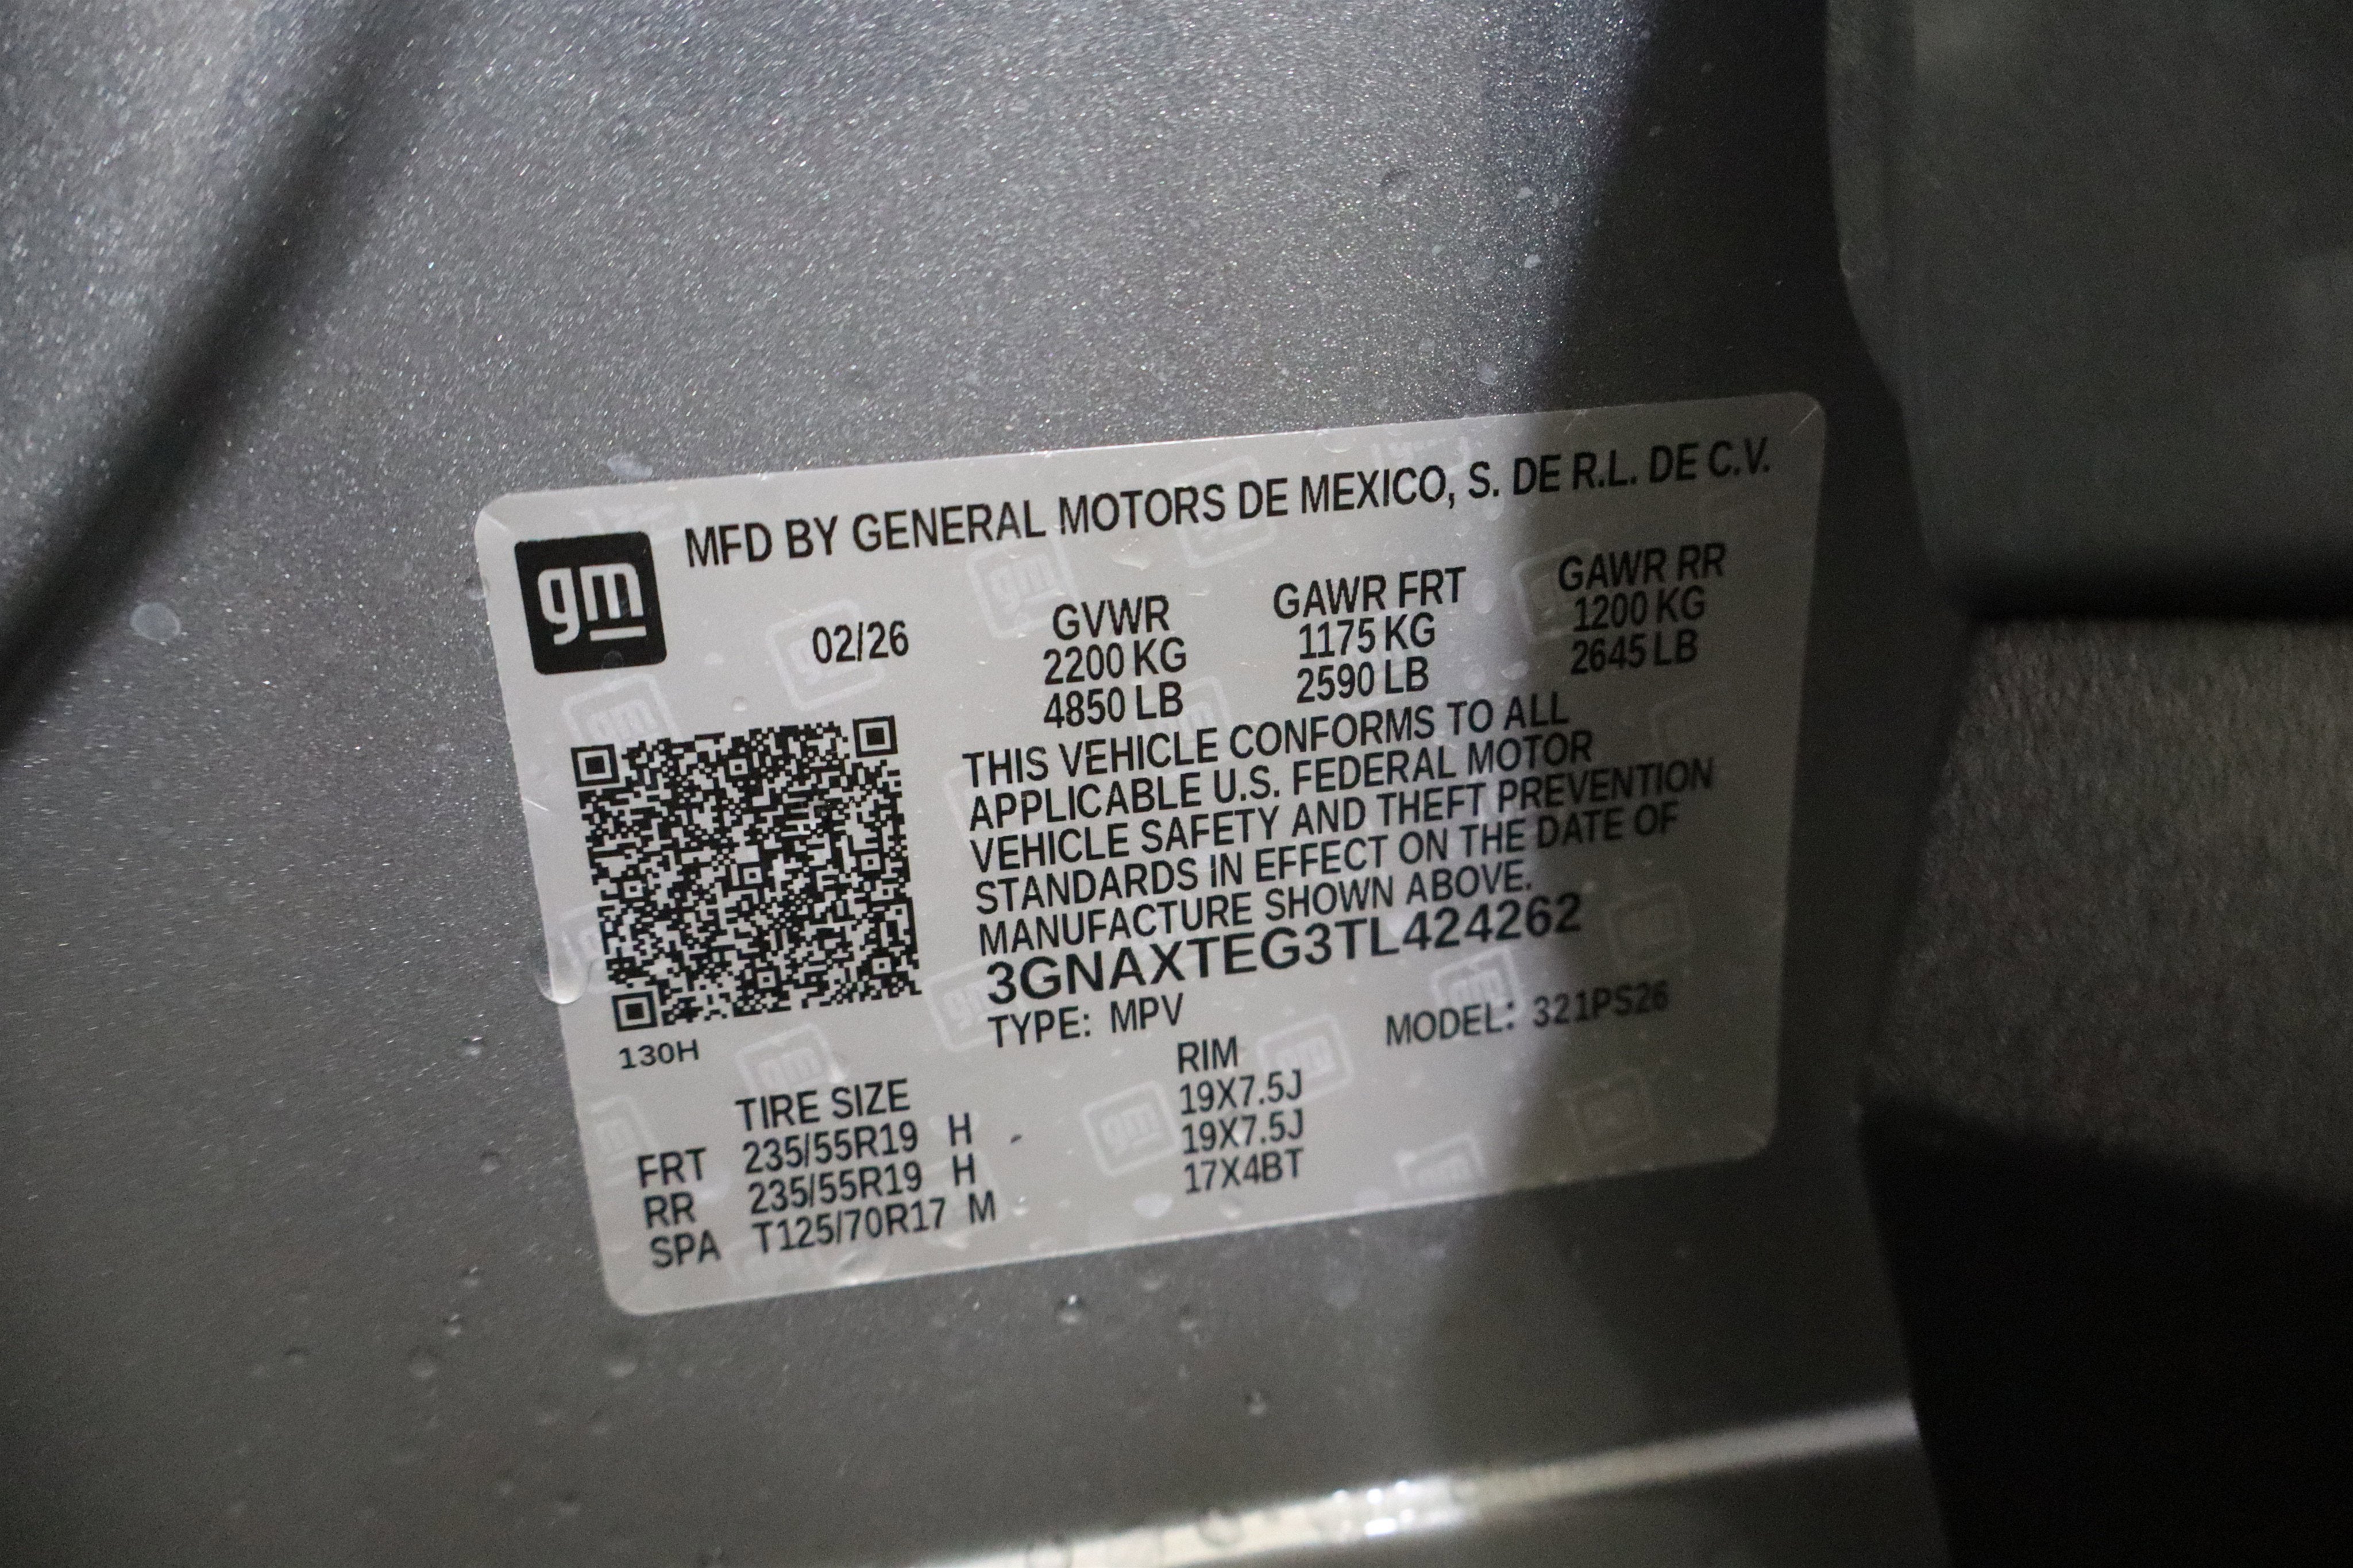 gm
MFD BY GENERAL MOTORS DE MEXICO, S. DE R.L. DE C.V.
02/26
GVWR GAWR FRT GAWR RR
2200 KG 1175 KG 1200 KG
4850 LB 2590 LB 2645 LB
THIS VEHICLE CONFORMS TO ALL
APPLICABLE U.S. FEDERAL MOTOR
VEHICLE SAFETY AND THEFT PREVENTION
STANDARDS IN EFFECT ON THE DATE OF
MANUFACTURE SHOWN ABOVE.
3GNAXTEG3TL424262
TYPE: MPV MODEL: 321PS26
130H
TIRE SIZE RIM
FRT 235/55R19 H 19X7.5J
RR 235/55R19 H 19X7.5J
SPA T125/70R17 M 17X4BT